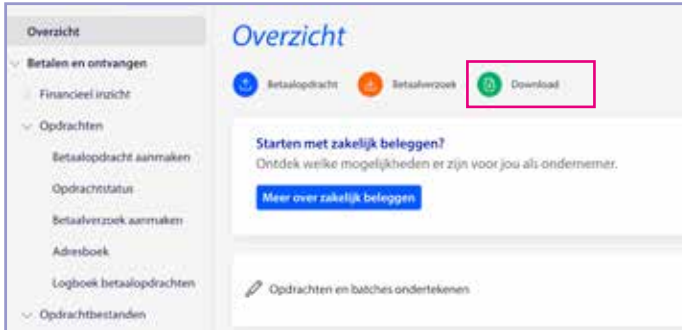 Overzicht
Betalen en ontvangen
Financieel inzicht
Opdrachten
Betaalopdracht aanmaken
Opdrachtstatus
Betaalverzoek aanmaken
Adresboek
Logboek betaalopdrachten
Opdrachtbestanden
Overzicht
Betaalopdracht
Betaalverzoek
Download
Starten met zakelijk beleggen?
Ontdek welke mogelijkheden er zijn voor jou als ondernemer.
Meer over zakelijk beleggen
Opdrachten en batches ondertekenen